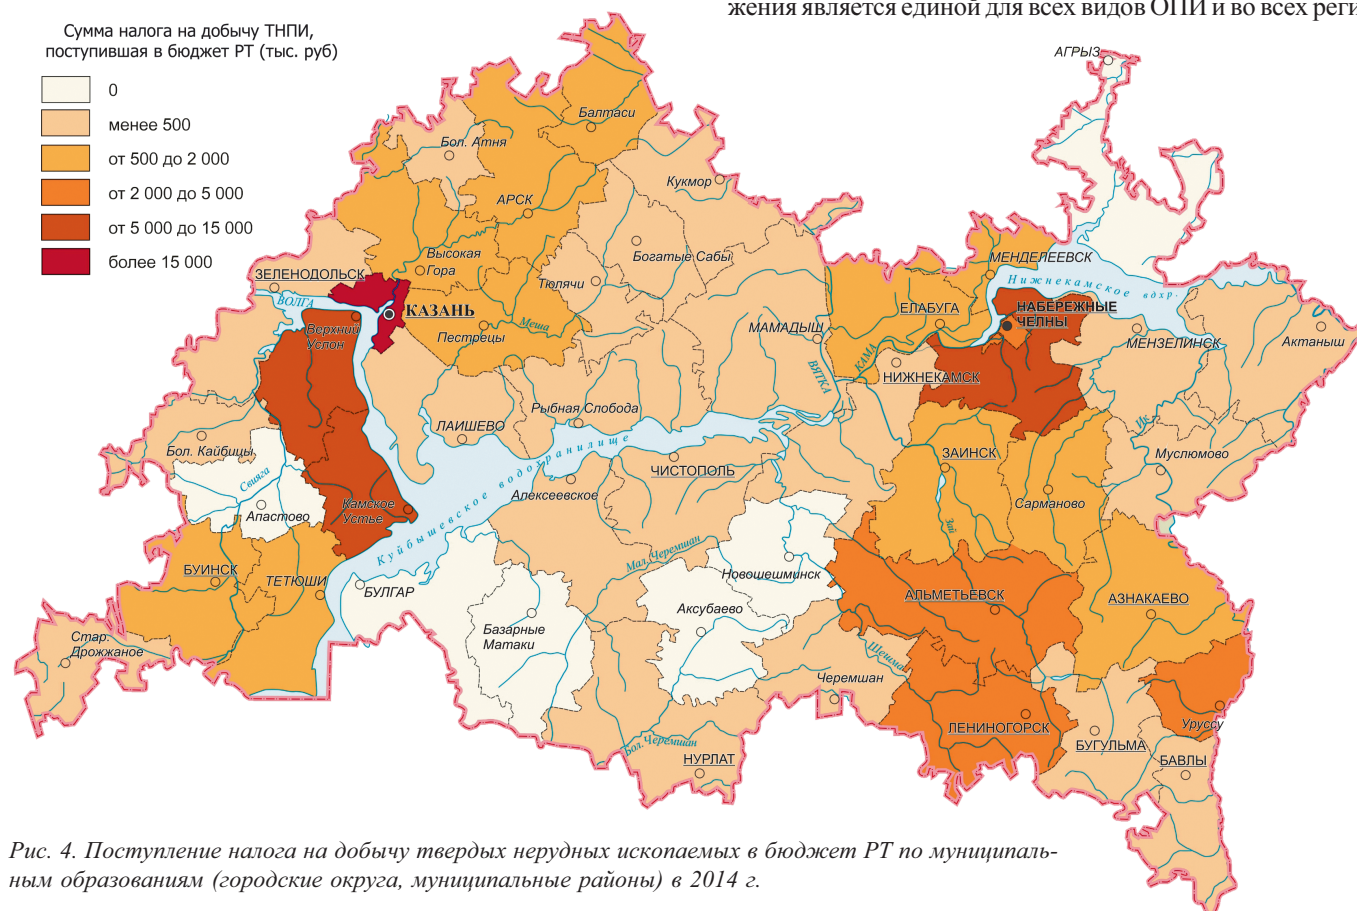 жения является единой для всех видов ОПИ и во всех реги
Сумма налога на добычу ТНПИ,
поступившая в бюджет РТ (тыс. руб)
0
менее 500
от 500 до 2 000
от 2 000 до 5 000
от 5 000 до 15 000
более 15 000
АГРЫЗ
Балтаси
Бол. Атня
Кукмор
АРСК
Высокая
Гора
Богатые Сабы
Тюлячи
МЕНДЕЛЕЕВСК
Нижнекамское вдхр.
ЗЕЛЕНОДОЛЬСК
ВОЛГА
КАЗАНЬ
Верхний
Услон
Пестрецы
Меша
МАМАДЫШ
ЕЛАБУГА
НАБЕРЕЖНЫЕ
ЧЕЛНЫ
МЕНЗЕЛИНСК
Актаныш
КАМА
ВЯТКА
НИЖНЕКАМСК
Рыбная Слобода
ЛАИШЕВО
Ик
Бол. Кайбицы
Куйбышевское водохранилище
ЧИСТОПОЛЬ
ЗАИНСК
Муслюмово
Свияга
Алексеевское
Сарманово
Апастово
Камское
Устье
Зай
Мал. Черемшан
Новошешминск
БУИНСК
ТЕТЮШИ
БУЛГАР
АЛЬМЕТЬЕВСК
АЗНАКАЕВО
Аксубаево
Базарные
Матаки
Стар.
Дрожжаное
Шешма
Черемшан
ЛЕНИНОГОРСК
Уруссу
БУГУЛЬМА
Бол. Черемшан
НУРЛАТ
БАВЛЫ
Рис. 4. Поступление налога на добычу твердых нерудных ископаемых в бюджет РТ по муниципаль-
ным образованиям (городские округа, муниципальные районы) в 2014 г.